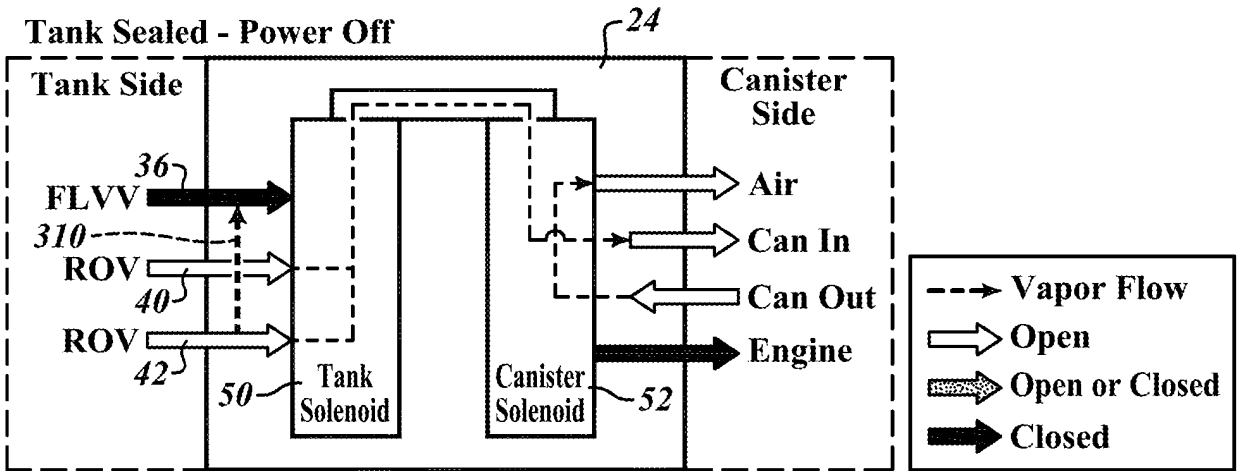 Tank Sealed - Power Off
24
Tank Side
Canister
Side
36
FLVV
310
ROV
40
ROV
42
50
Tank
Solenoid
Canister
Solenoid
52
Air
Can In
Can Out
Engine
Vapor Flow
Open
Open or Closed
Closed